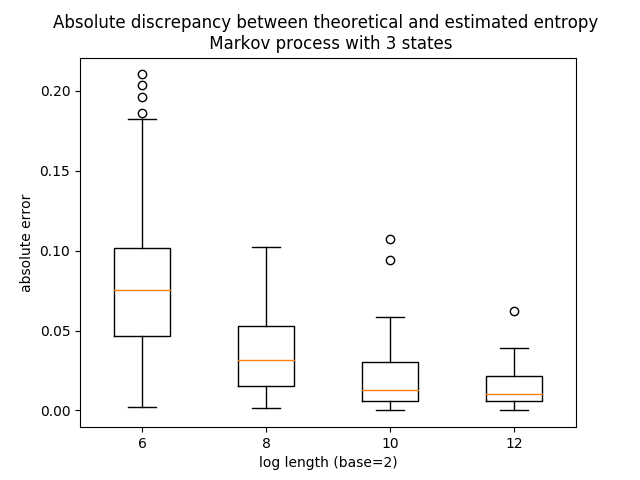 Absolute discrepancy between theoretical and estimated entropy
Markov process with 3 states
0.20
0.15
0.10
0.05
0.00
absolute error
6 8 10 12
log length (base=2)